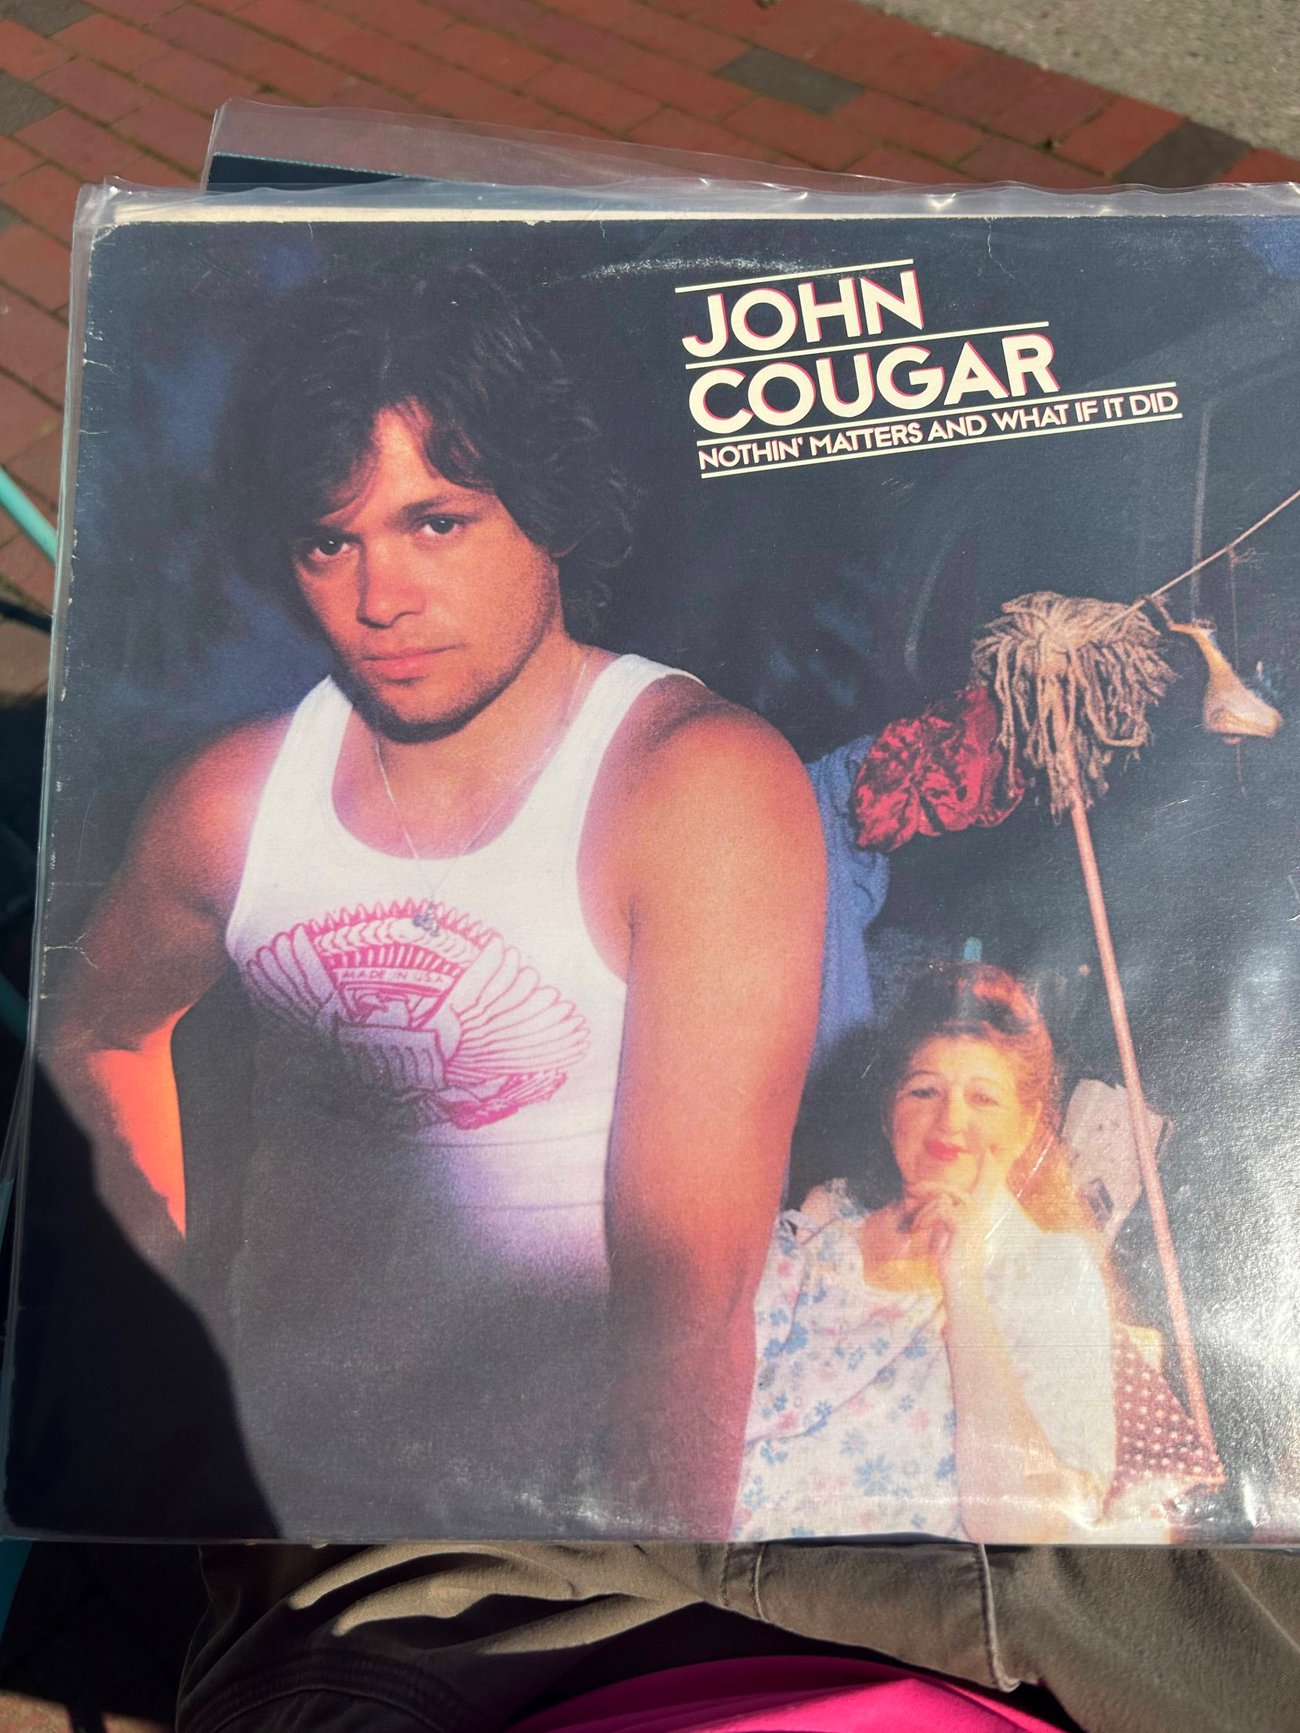 JOHN
COUGAR
NOTHIN' MATTERS AND WHAT IF IT DID
MADE IN USA